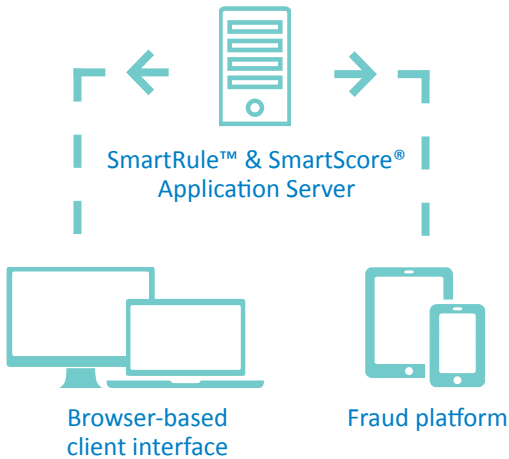 SmartRule™ & SmartScore®
Application Server
Browser-based
client interface
Fraud platform